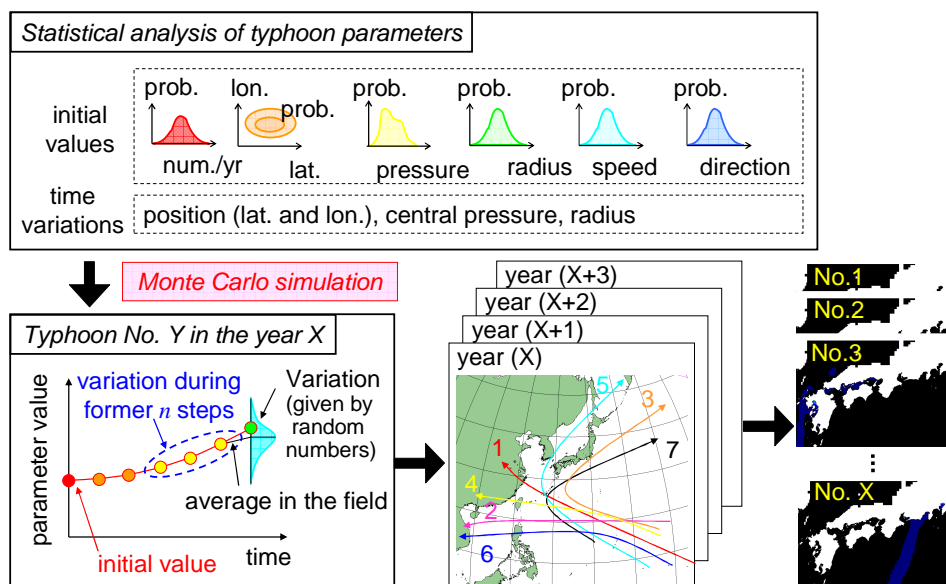 Statistical analysis of typhoon parameters
initial
values
prob.
num./yr
lon.
prob.
lat.
prob.
pressure
prob.
radius
prob.
speed
prob.
direction
time
variations
position (lat. and lon.), central pressure, radius
Monte Carlo simulation
Typhoon No. Y in the year X
parameter value
variation during
former n steps
Variation
(given by
random
numbers)
average in the field
initial value
time
year (X+3)
year (X+2)
year (X+1)
year (X)
5
3
1
7
4
2
6
No.1
No.2
No.3
...
No. X